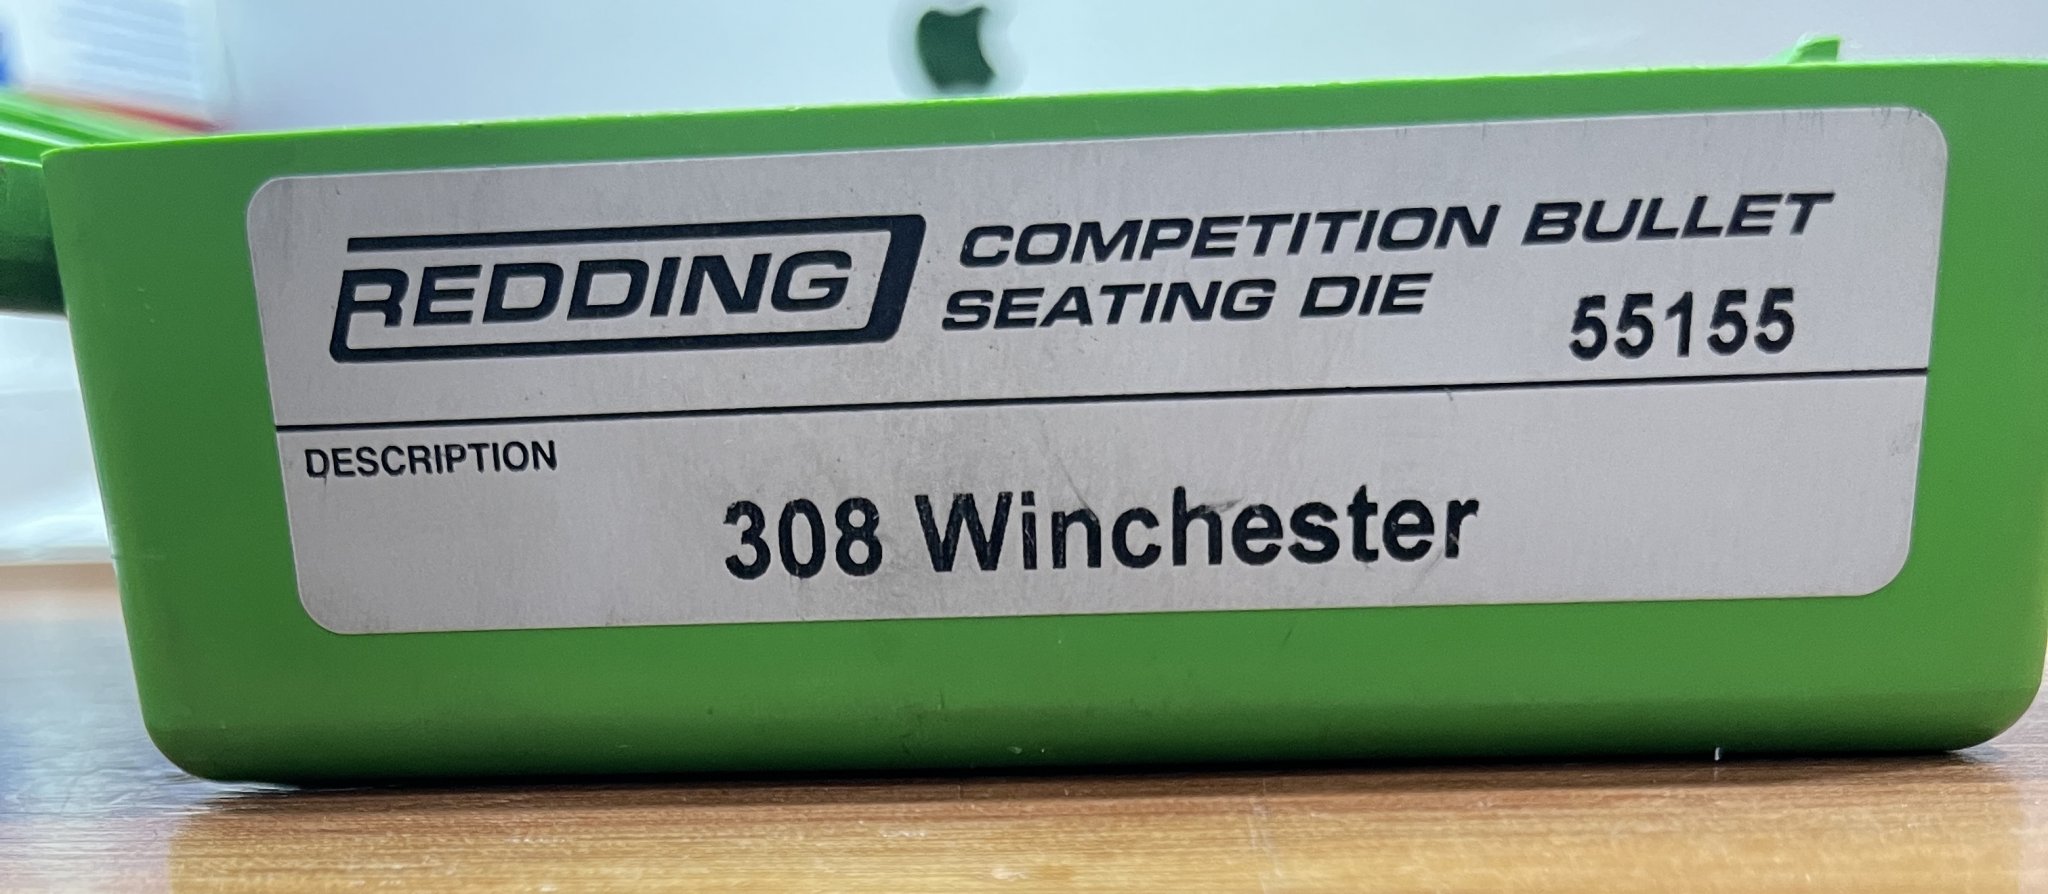 REDDING
COMPETITION BULLET
SEATING DIE
55155
DESCRIPTION
308 Winchester